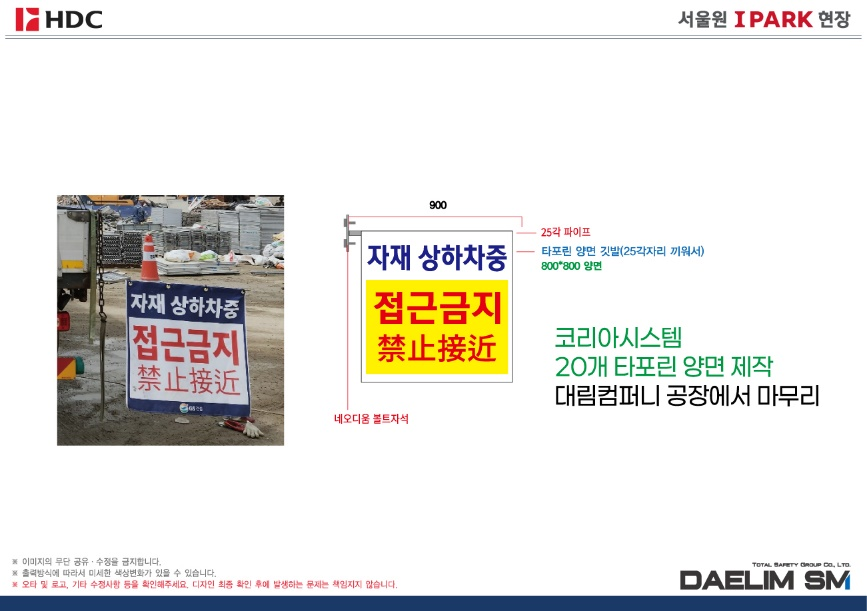 HDC
서울원 I PARK 현장
자재 상하차중
접근금지
禁止接近
900
25각 파이프
타포린 양면 깃발(25각자리 끼워서)
800*800 양면
자재 상하차중
접근금지
禁止接近
네오디움 볼트자석
코리아시스템
20개 타포린 양면 제작
대림컴퍼니 공장에서 마무리
※ 이미지의 무단 공유 · 수정을 금지합니다.
※ 출력방식에 따라서 미세한 색상변화가 있을 수 있습니다.
※ 오타 및 로고, 기타 수정사항 등을 확인해주세요. 디자인 최종 확인 후에 발생하는 문제는 책임지지 않습니다.
TOTAL SAFETY GROUP CO., LTD.
DAELIM SM